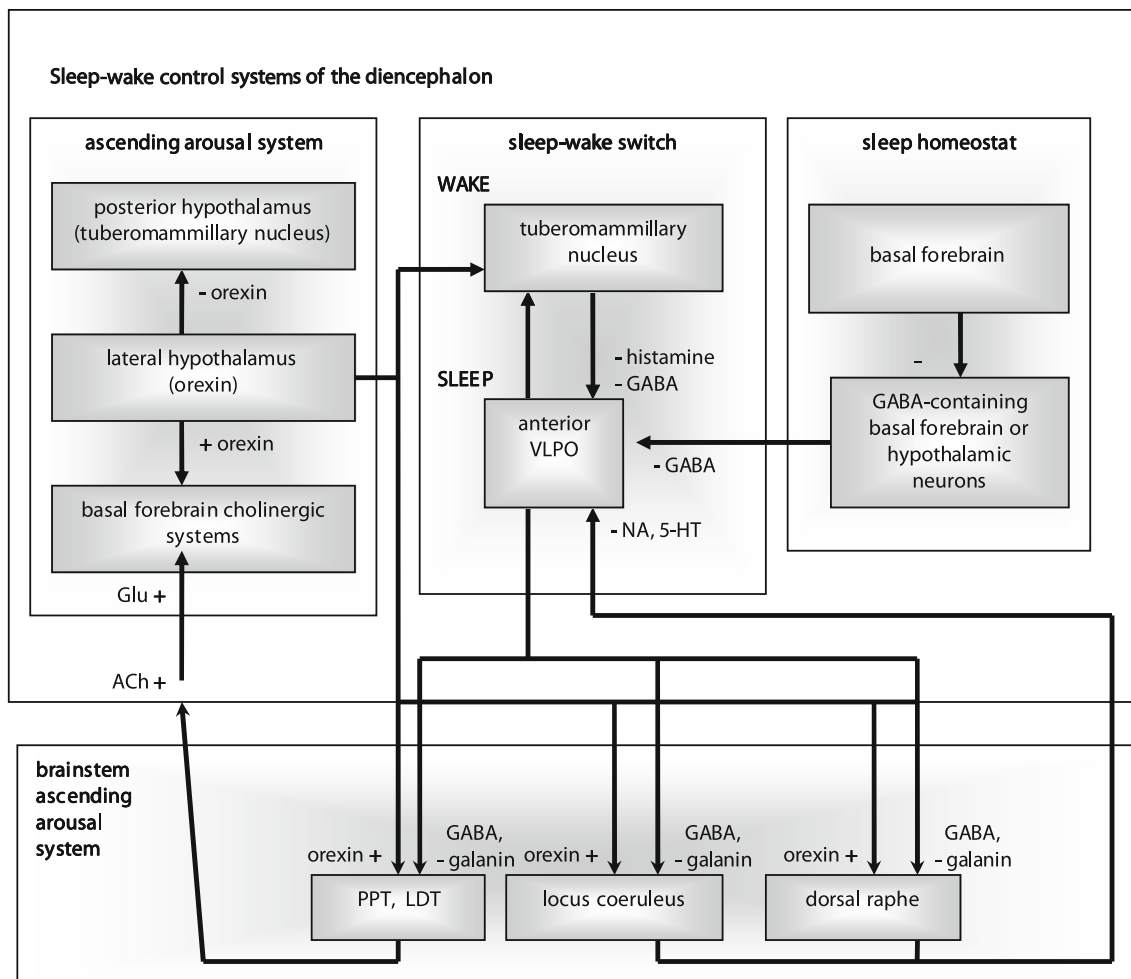 Sleep-wake control systems of the diencephalon
ascending arousal system
posterior hypothalamus
(tuberomammillary nucleus)
- orexin
lateral hypothalamus
(orexin)
+ orexin
basal forebrain cholinergic
systems
Glu +
ACh +
sleep-wake switch
WAKE
tuberomammillary
nucleus
- histamine
- GABA
SLEEP
anterior
VLPO
- GABA
- NA, 5-HT
sleep homeostat
basal forebrain
-
GABA-containing
basal forebrain or
hypothalamic
neurons
brainstem
ascending
arousal
system
orexin +
GABA,
- galanin
PPT, LDT
orexin +
GABA,
- galanin
locus coeruleus
orexin +
GABA,
- galanin
dorsal raphe